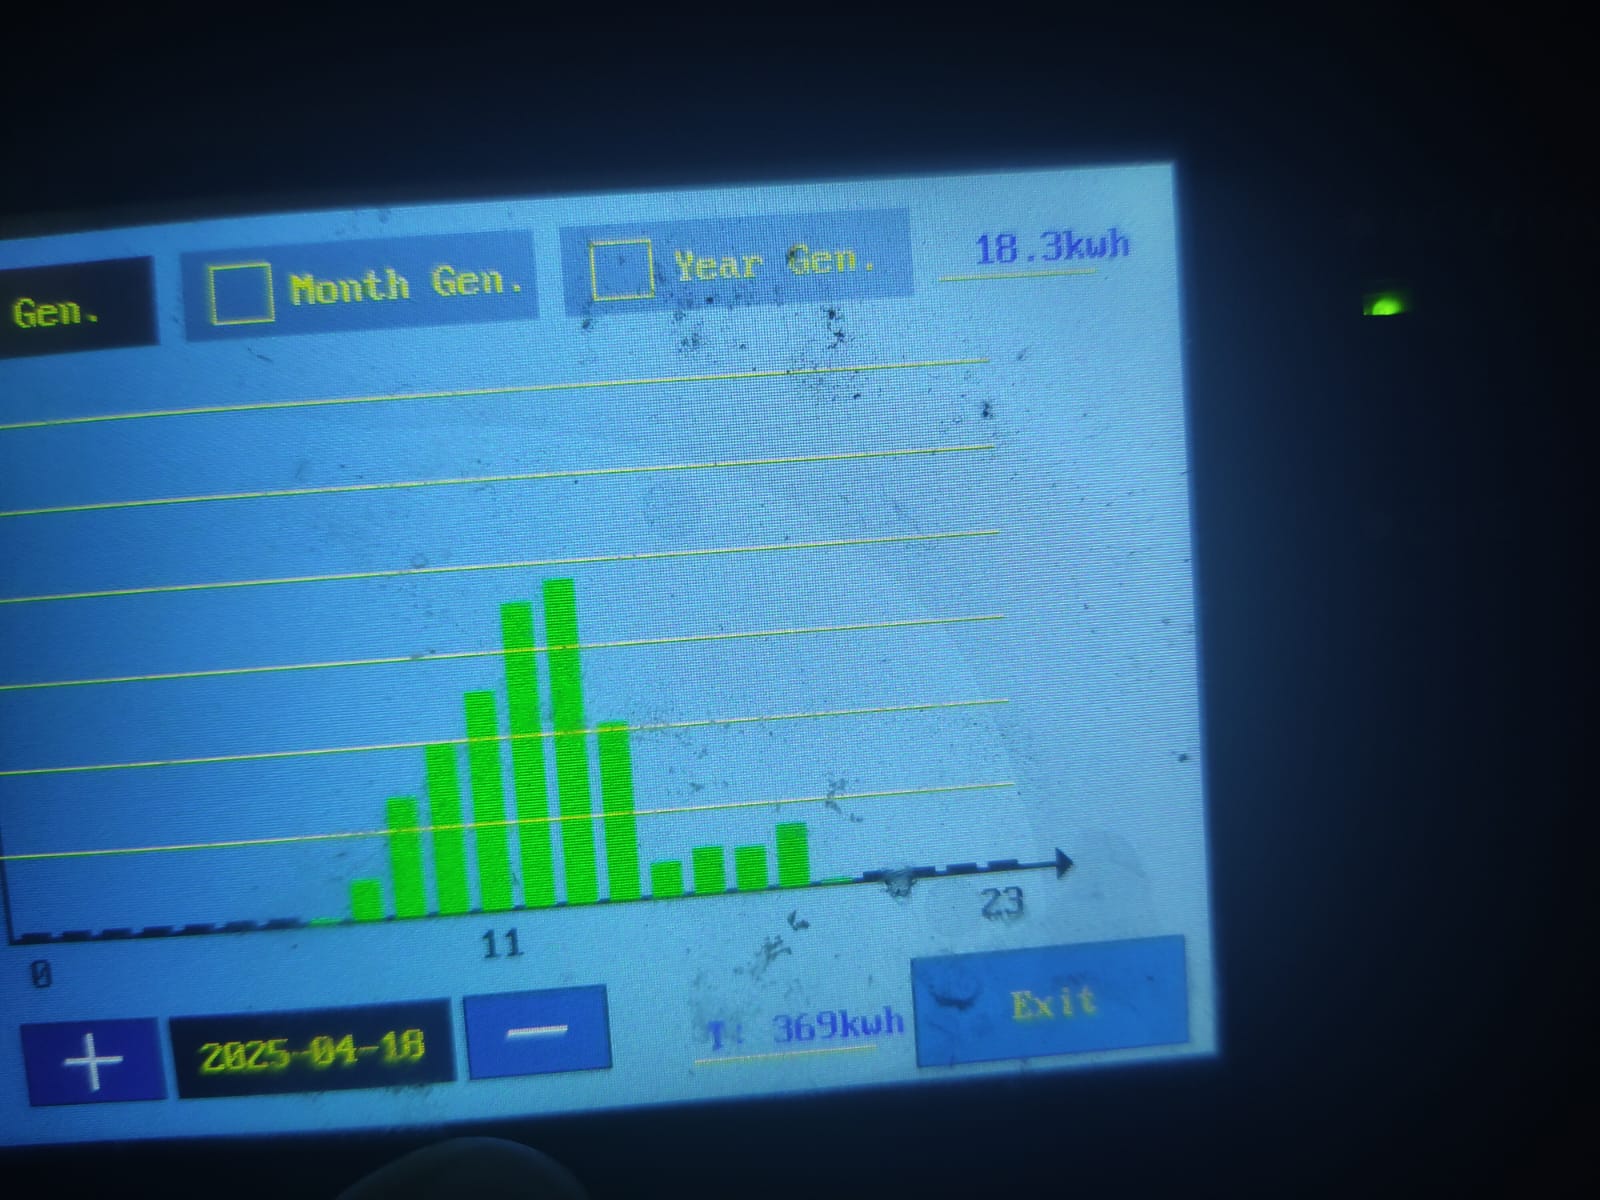 Gen. Month Gen. Year Gen. 18.3kwh
0 11 23
2025-04-18 T: 369kwh Exit